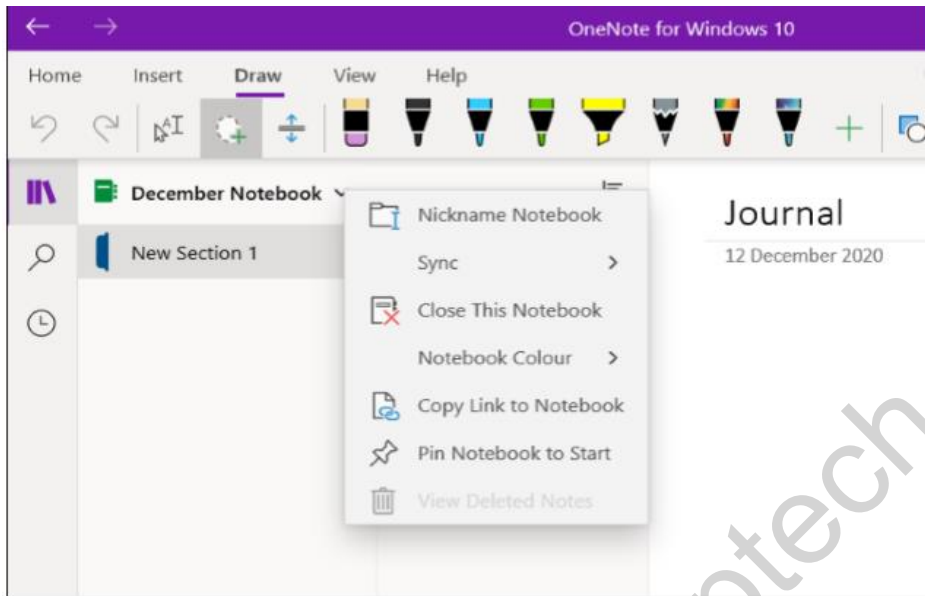 OneNote for Windows 10
Home Insert Draw View Help
December Notebook
New Section 1
Nickname Notebook
Sync
Close This Notebook
Notebook Colour
Copy Link to Notebook
Pin Notebook to Start
View Deleted Notes
Journal
12 December 2020